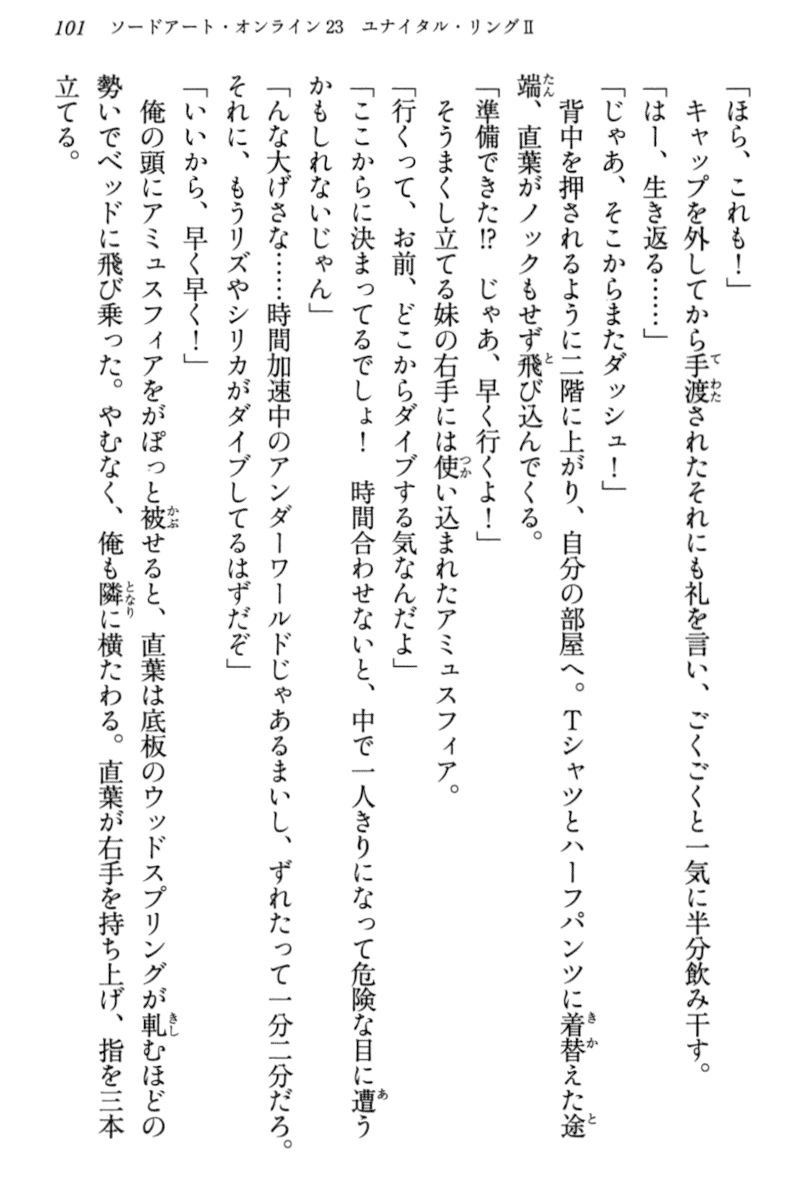 101 ソードアート・オンライン23 ユナイタル・リングⅡ
「ほら、これも！」
キャップを外してから手渡されたそれにも礼を言い、ごくごくと一気に半分飲み干す。
「はー、生き返る……」
「じゃあ、そこからまたダッシュ！」
背中を押されるように二階に上がり、自分の部屋へ。Tシャツとハーフパンツに着替えた途
端、直葉がノックもせず飛び込んでくる。
「準備できた!? じゃあ、早く行くよ！」
そうまくし立てる妹の右手には使い込まれたアミュスフィア。
「行くって、お前、どこからダイブする気なんだよ」
「ここからに決まってるでしょ！ 時間合わせないと、中で一人きりになって危険な目に遭う
かもしれないじゃん」
「んな大げさな……時間加速中のアンダーワールドじゃあるまいし、ずれたって一分二分だろ。
それに、もうリズやシリカがダイブしてるはずだぞ」
「いいから、早く早く！」
俺の頭にアミュスフィアをがぽっと被せると、直葉は底板のウッドスプリングが軋むほどの
勢いでベッドに飛び乗った。やむなく、俺も隣に横たわる。直葉が右手を持ち上げ、指を三本
立てる。